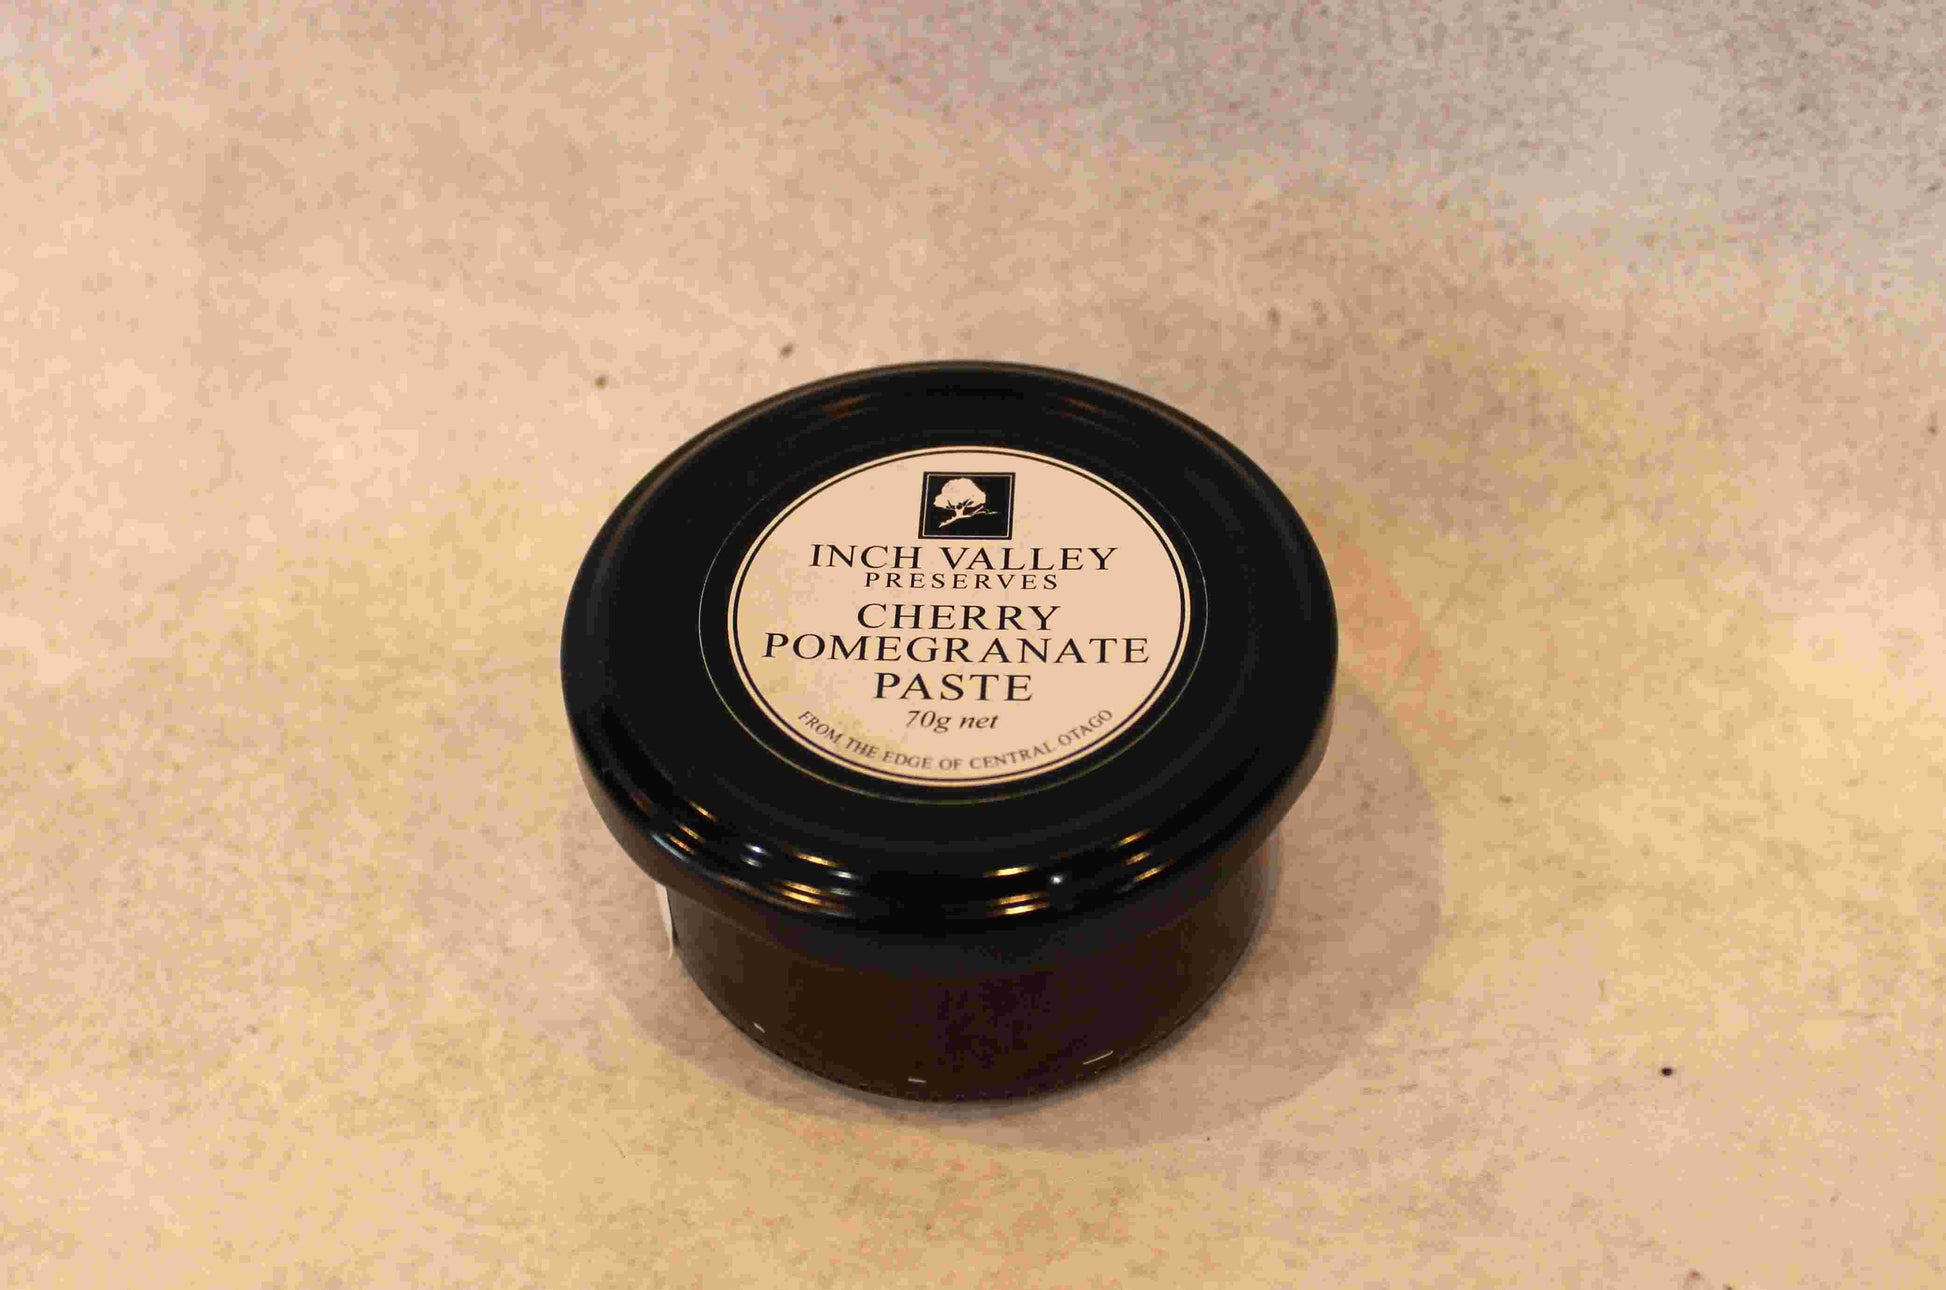 INCH VALLEY
PRESERVES
CHERRY
POMEGRANATE
PASTE
70g net
FROM THE EDGE OF CENTRAL OTAGO